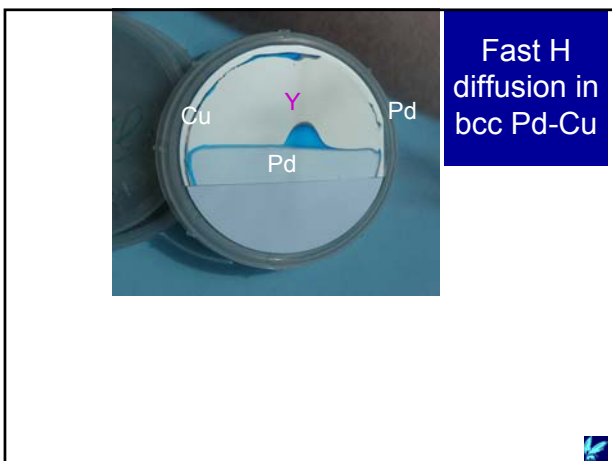 Fast H
diffusion in
bcc Pd-Cu
Y
Cu
Pd
Pd